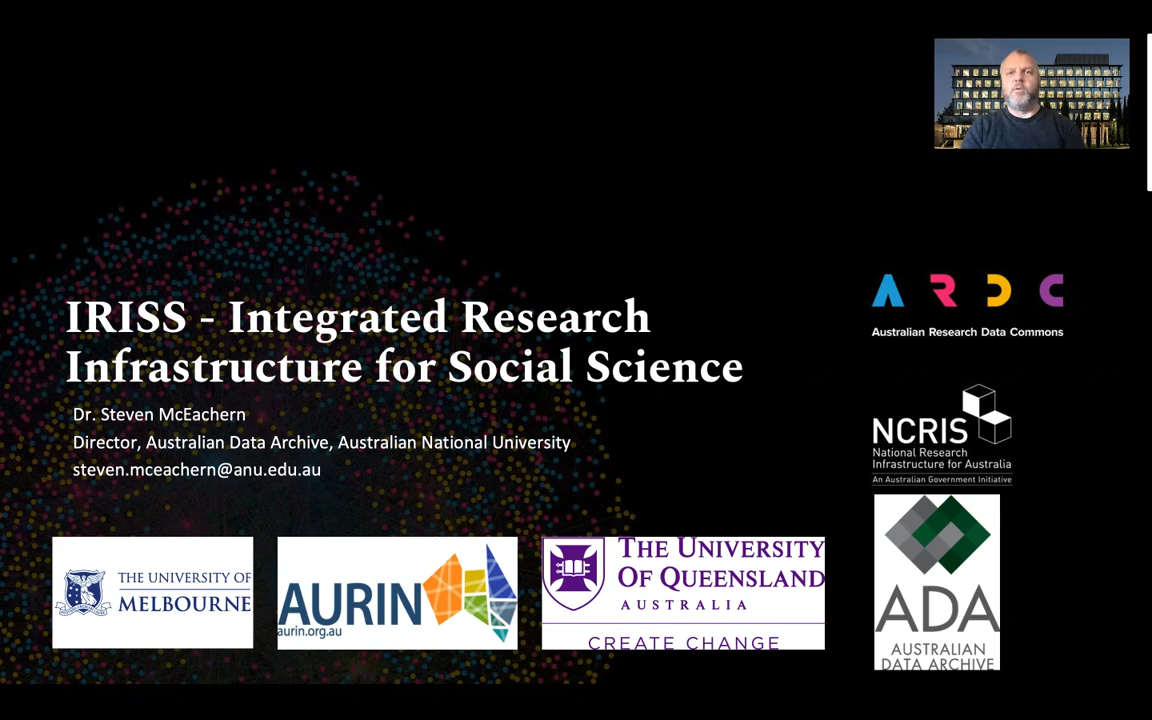 IRISS - Integrated Research
Infrastructure for Social Science
Dr. Steven McEachern
Director, Australian Data Archive, Australian National University
steven.mceachern@anu.edu.au
A R D C
Australian Research Data Commons
NCRIS
National Research
Infrastructure for Australia
An Australian Government Initiative
THE UNIVERSITY OF
MELBOURNE
AURIN
aurin.org.au
THE UNIVERSITY
OF QUEENSLAND
AUSTRALIA
CREATE CHANGE
ADA
AUSTRALIAN
DATA ARCHIVE